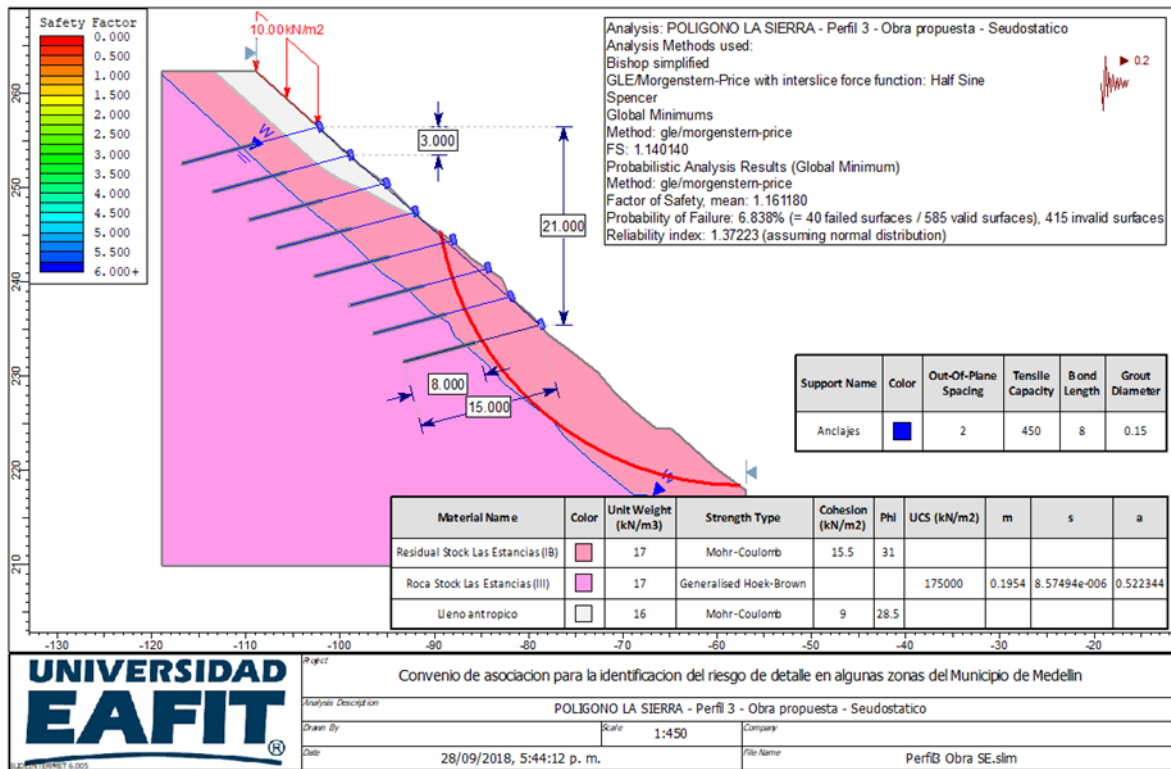 Safety Factor
0.000
0.500
1.000
1.500
2.000
2.500
3.000
3.500
4.000
4.500
5.000
5.500
6.000+
10.00 kN/m2
Analysis: POLIGONO LA SIERRA - Perfil 3 - Obra propuesta - Seudostatico
Analysis Methods used:
Bishop simplified
GLE/Morgenstern-Price with interslice force function: Half Sine
Spencer
Global Minimums
Method: gle/morgenstern-price
FS: 1.140140
Probabilistic Analysis Results (Global Minimum)
Method: gle/morgenstern-price
Factor of Safety, mean: 1.161180
Probability of Failure: 6.838% (= 40 failed surfaces / 585 valid surfaces), 415 invalid surfaces
Reliability index: 1.37223 (assuming normal distribution)
0.2
260
250
240
230
220
210
W
3.000
21.000
8.000
15.000
W
Support Name Color Out-Of-Plane Spacing Tensile Capacity Bond Length Grout Diameter
Anclajes 2 450 8 0.15
Material Name Color Unit Weight (kN/m3) Strength Type Cohesion (kN/m2) Phi UCS (kN/m2) m s a
Residual Stock Las Estancias (IB) 17 Mohr-Coulomb 15.5 31
Roca Stock Las Estancias (III) 17 Generalised Hoek-Brown 175000 0.1954 8.57494e-006 0.522344
Lleno antropico 16 Mohr-Coulomb 9 28.5
-130 -120 -110 -100 -90 -80 -70 -60 -50 -40 -30 -20
UNIVERSIDAD
EAFIT®
SLIDEINTERPRET 6.005
Project
Convenio de asociacion para la identificacion del riesgo de detalle en algunas zonas del Municipio de Medellin
Analysis Description
POLIGONO LA SIERRA - Perfil 3 - Obra propuesta - Seudostatico
Drawn By
Scale 1:450
Company
Date 28/09/2018, 5:44:12 p. m.
File Name Perfil3 Obra SE.slim